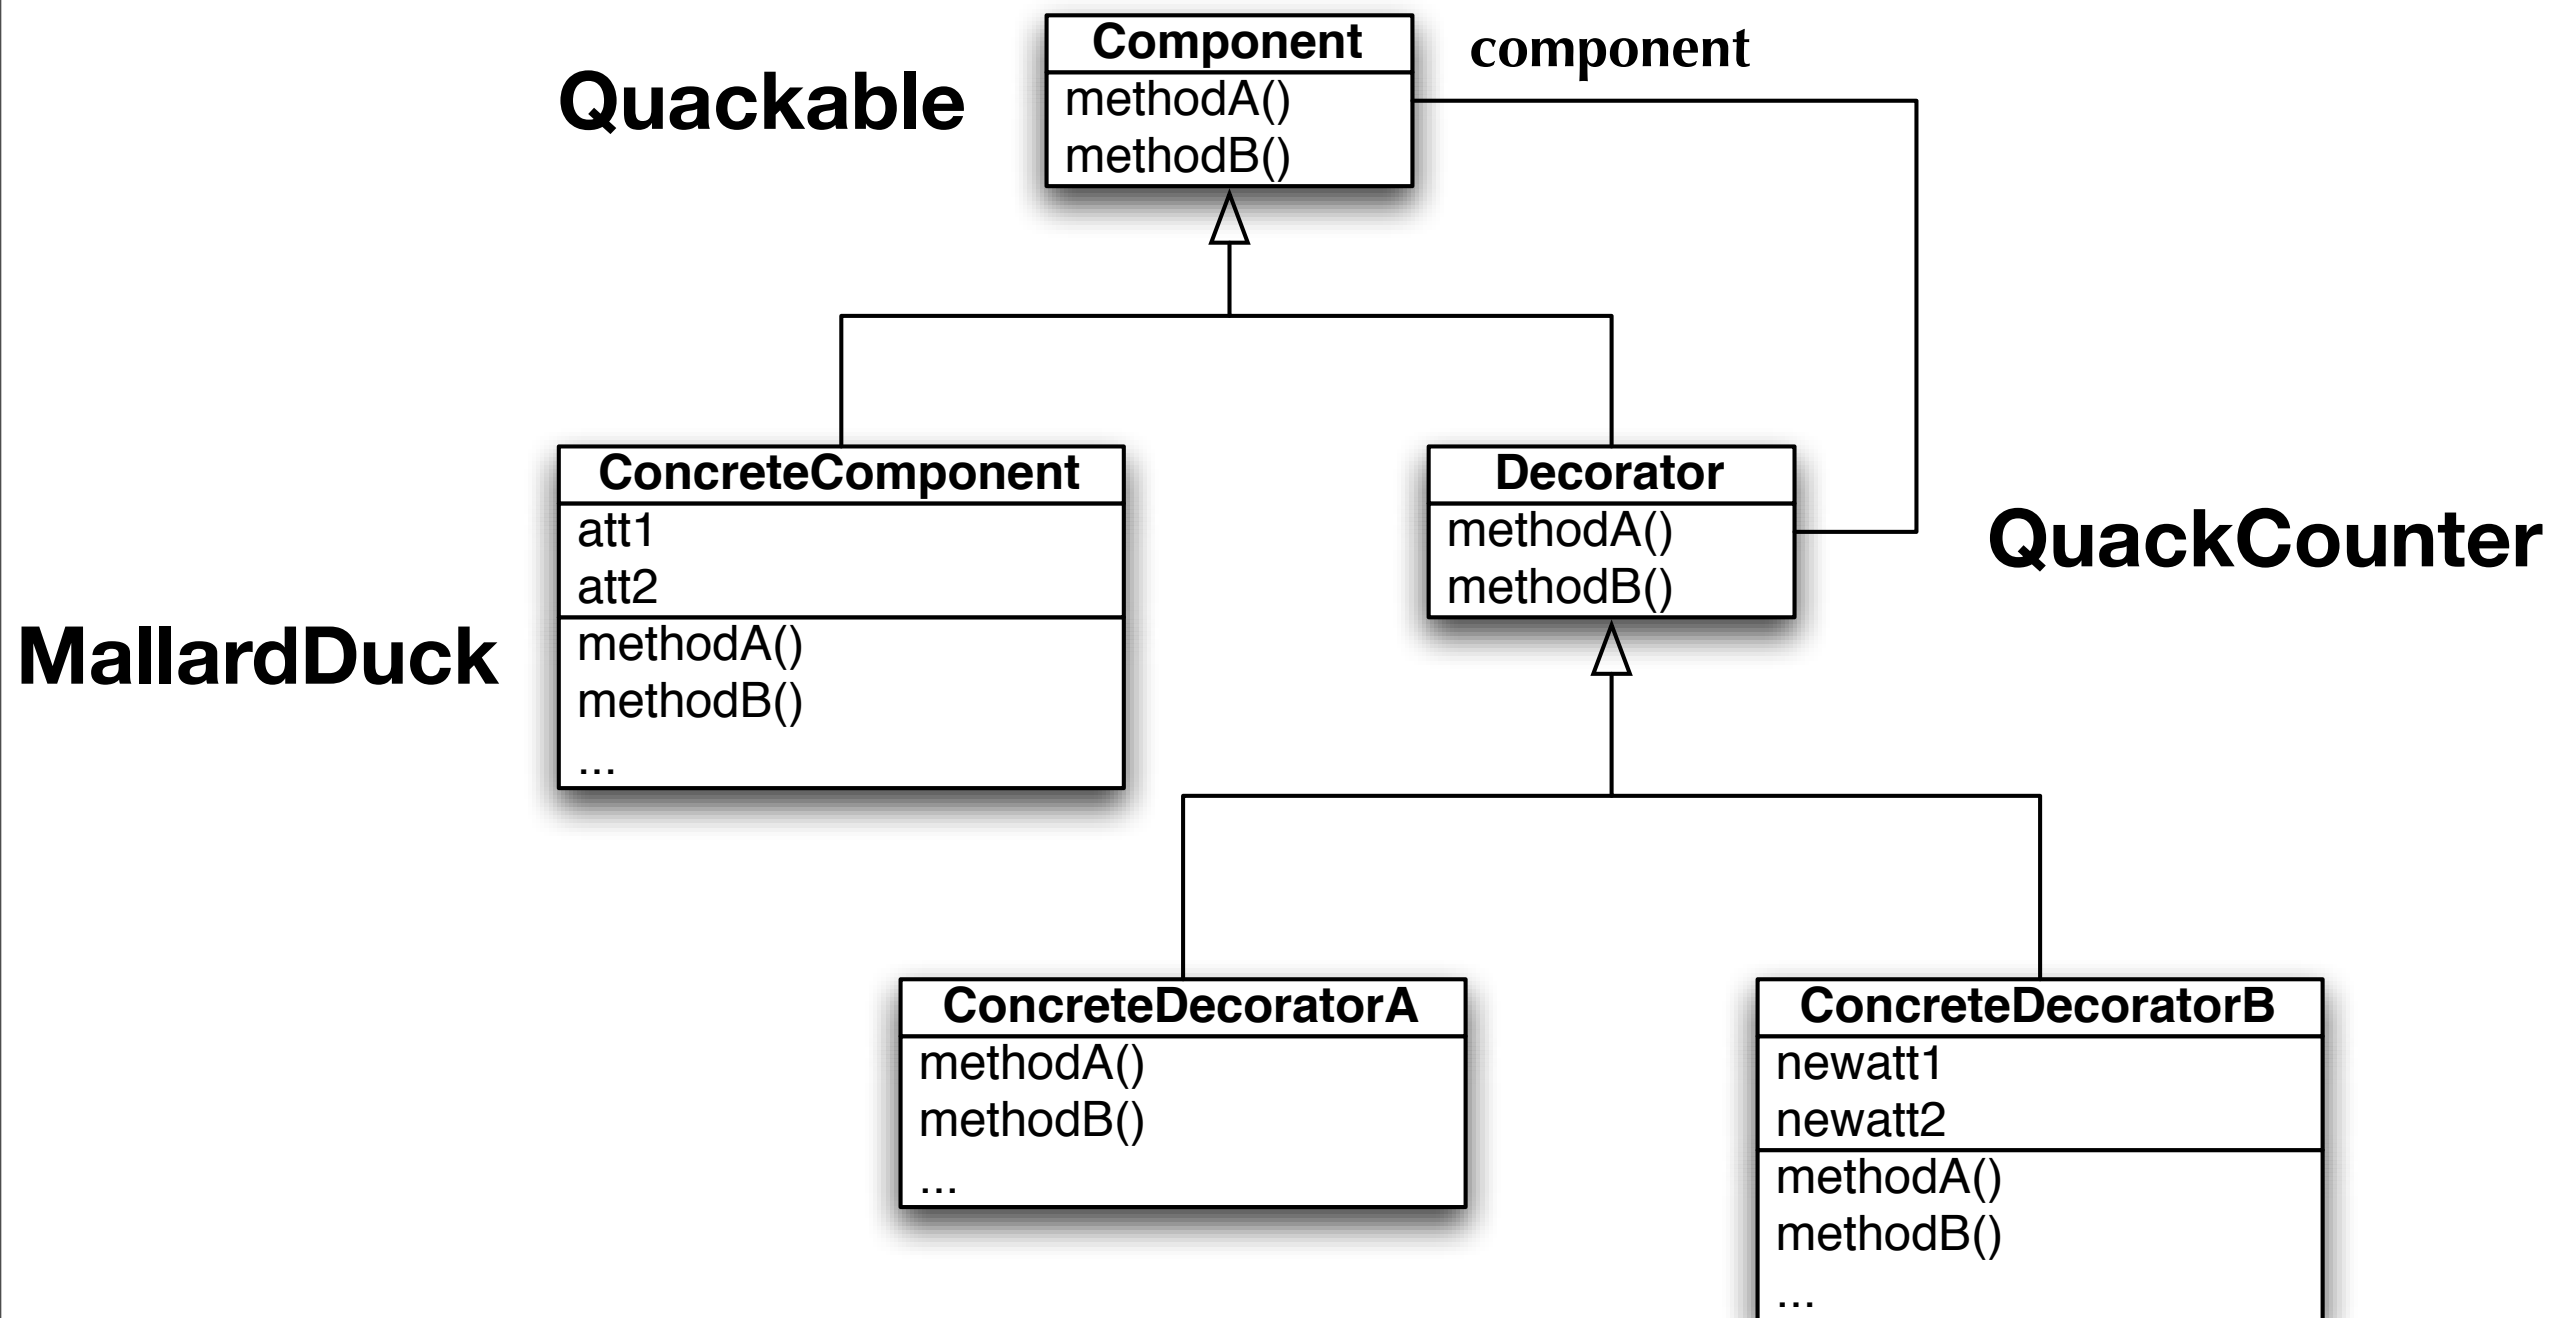 Component
component
Quackable
methodA()
methodB()
ConcreteComponent
att1
att2
methodA()
methodB()
...
MallardDuck
Decorator
methodA()
methodB()
QuackCounter
ConcreteDecoratorA
methodA()
methodB()
...
ConcreteDecoratorB
newatt1
newatt2
methodA()
methodB()
...